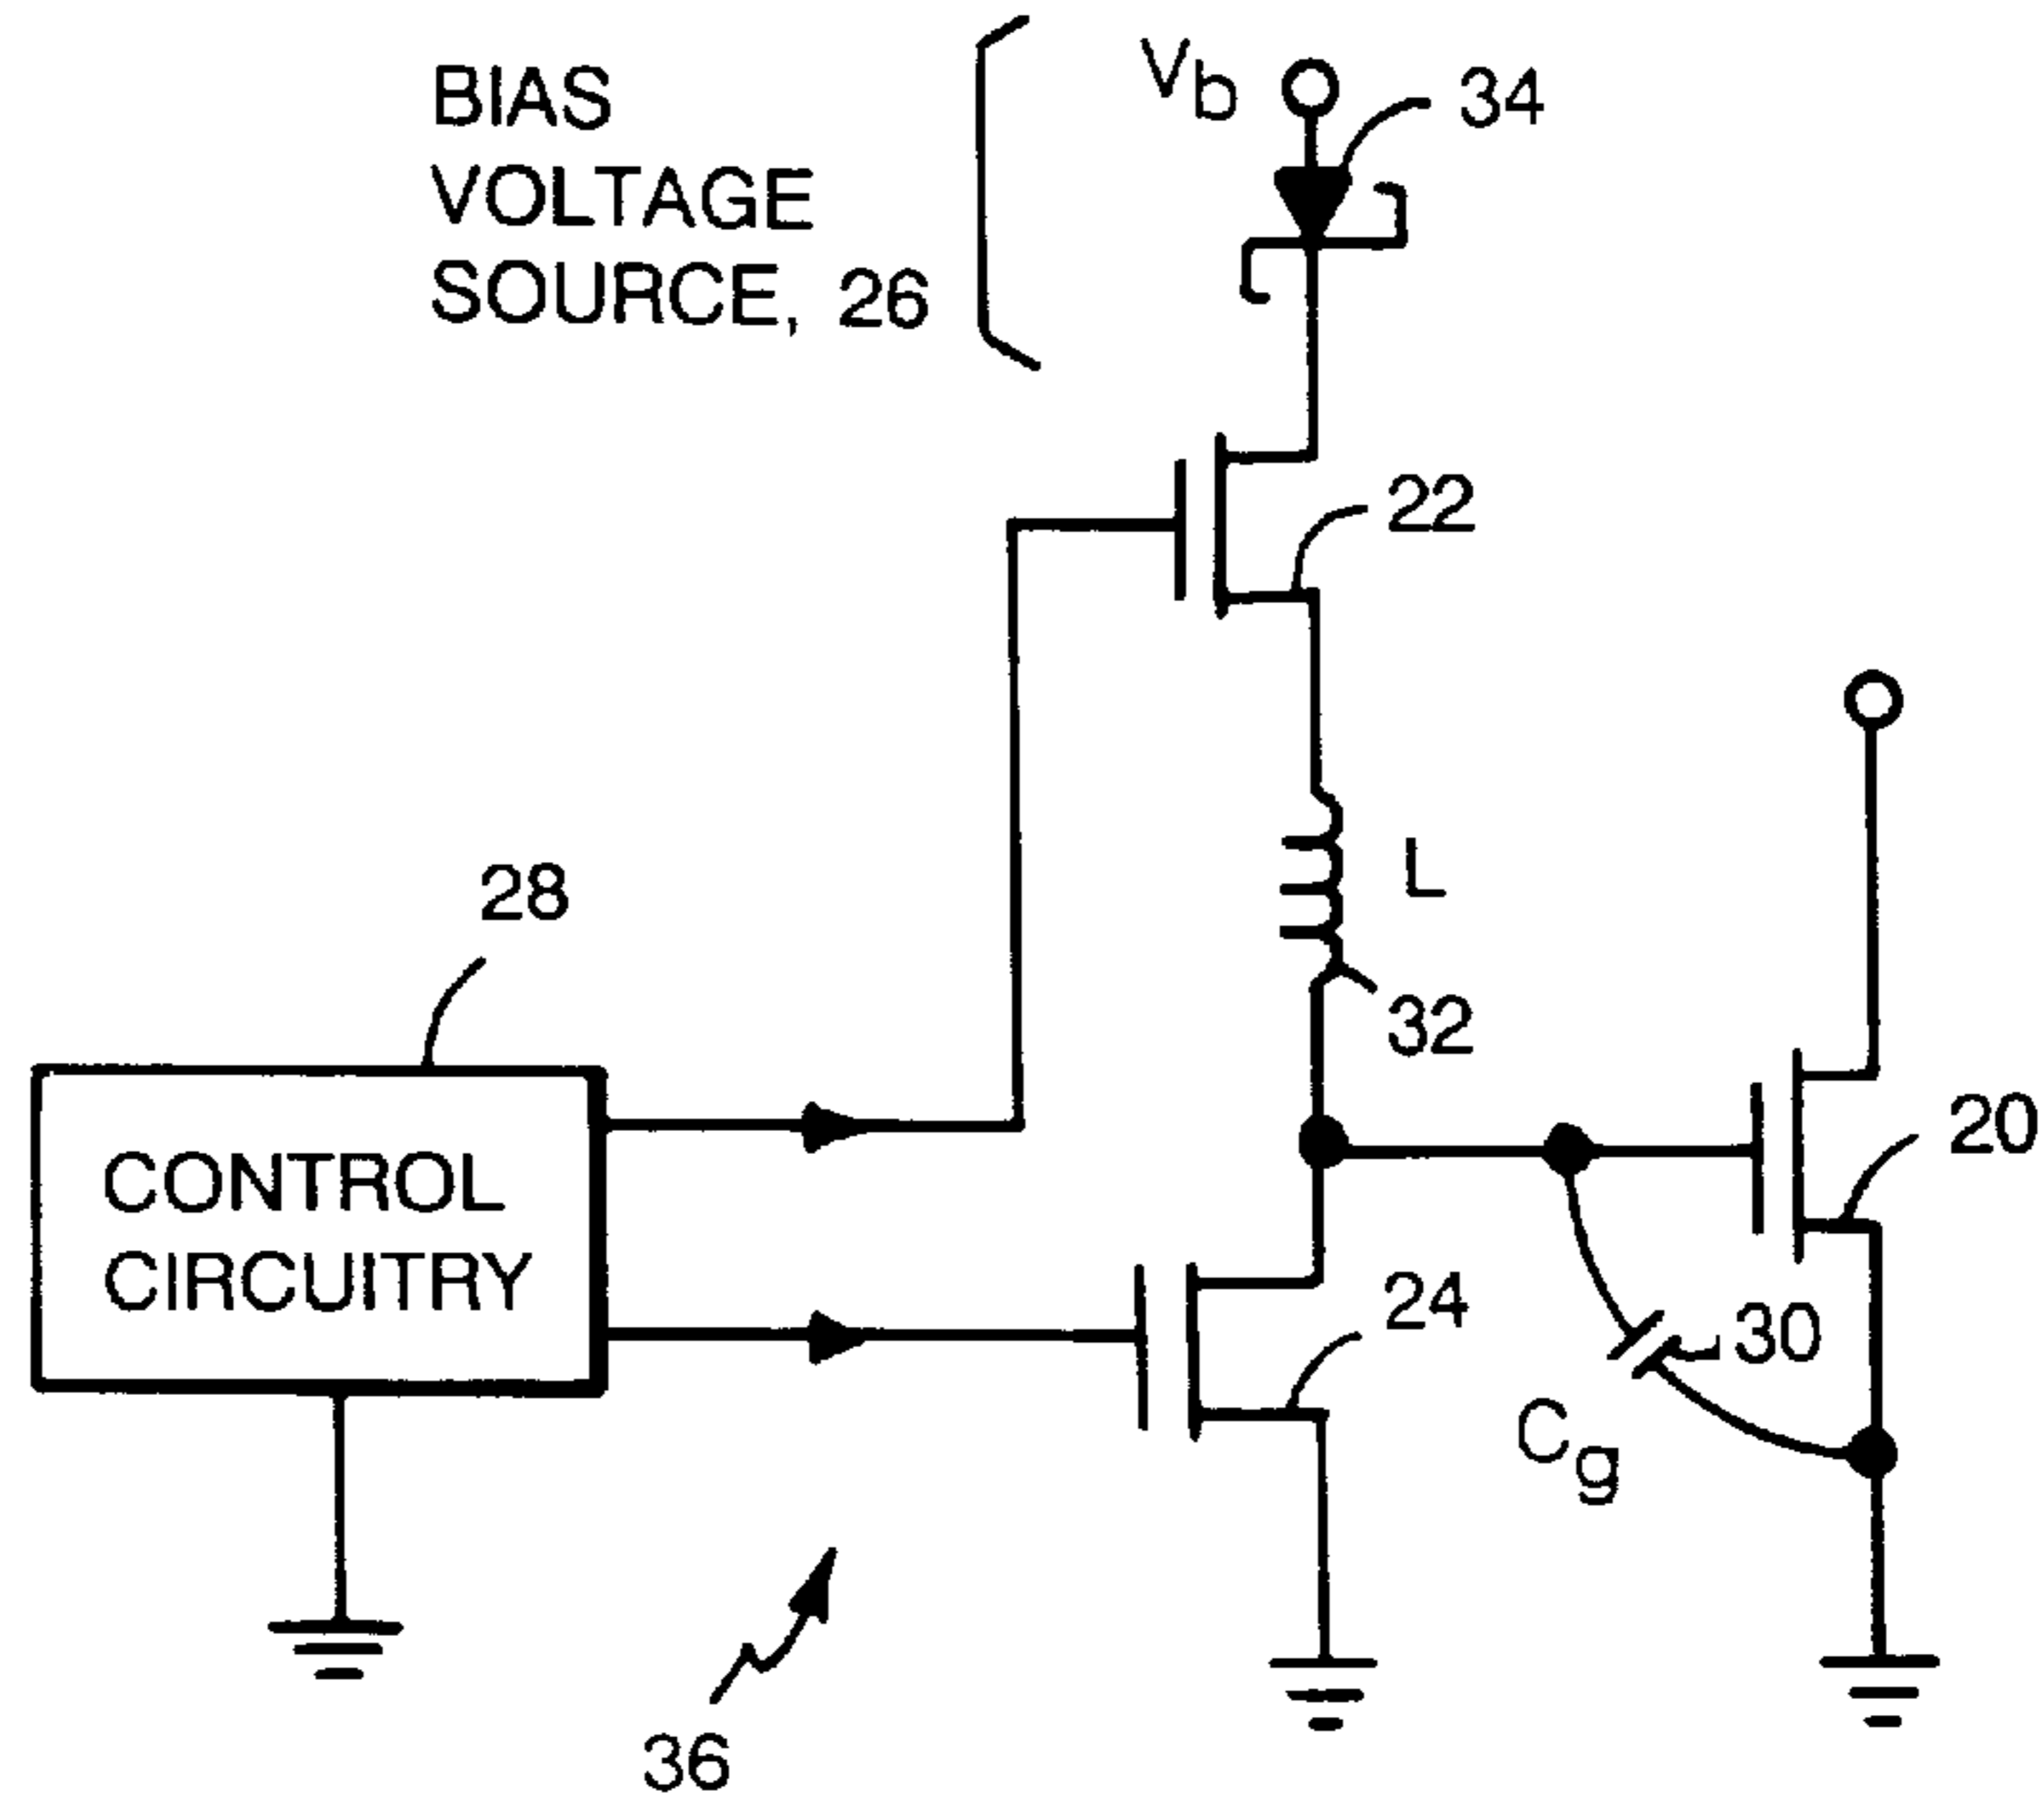 BIAS
VOLTAGE
SOURCE, 26
Vb
34
22
L
32
28
CONTROL
CIRCUITRY
20
24
30
Cg
36